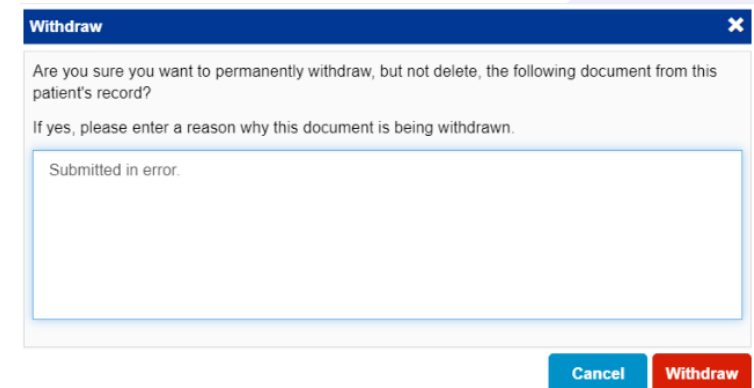 Withdraw
Are you sure you want to permanently withdraw, but not delete, the following document from this
patient's record?
If yes, please enter a reason why this document is being withdrawn.
Submitted in error.
Cancel
Withdraw